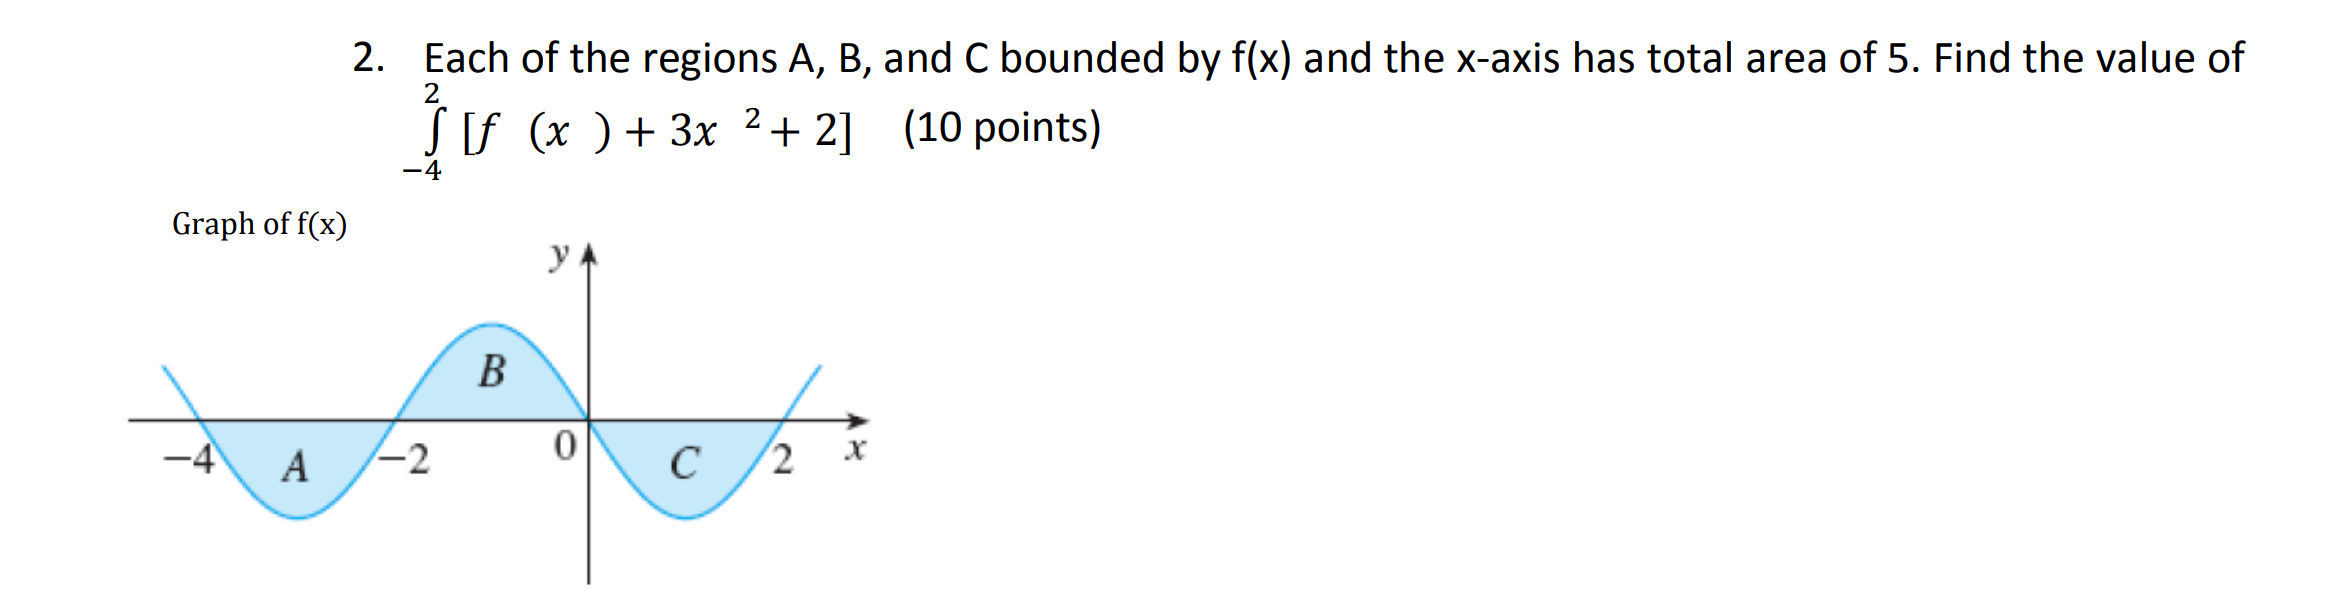 2. Each of the regions A, B, and C bounded by f(x) and the x-axis has total area of 5. Find the value of
2
∫ [f (x ) + 3x ² + 2] (10 points)
−4
Graph of f(x)
y
B
−4 A −2 0 C 2 x